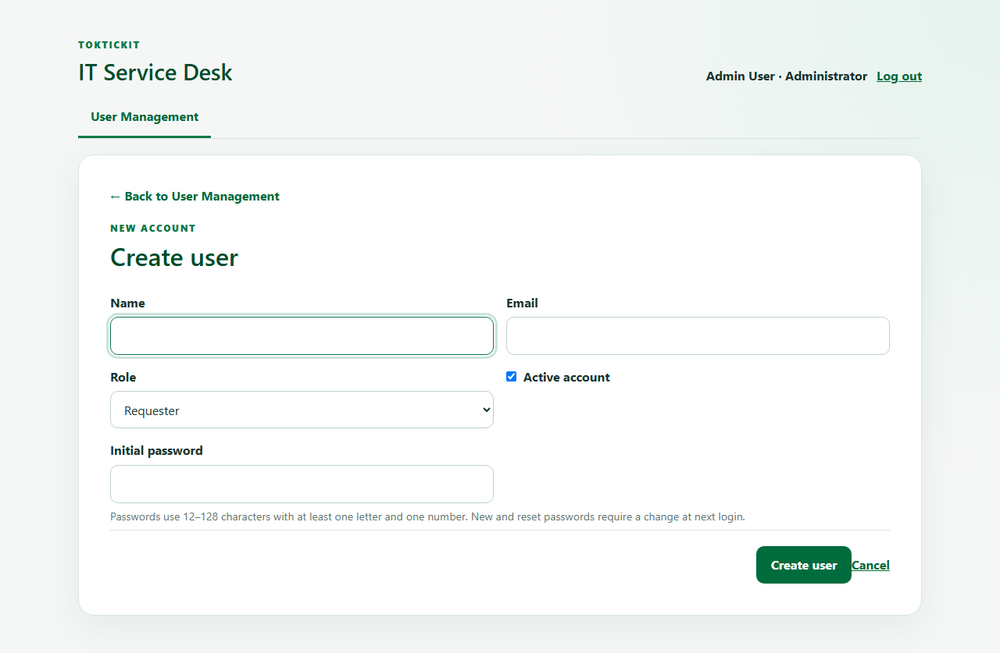 TOKTICKIT
IT Service Desk
Admin User · Administrator Log out
User Management
← Back to User Management
NEW ACCOUNT
Create user
Name Email
Role Active account
Requester
Initial password
Passwords use 12–128 characters with at least one letter and one number. New and reset passwords require a change at next login.
Create user Cancel